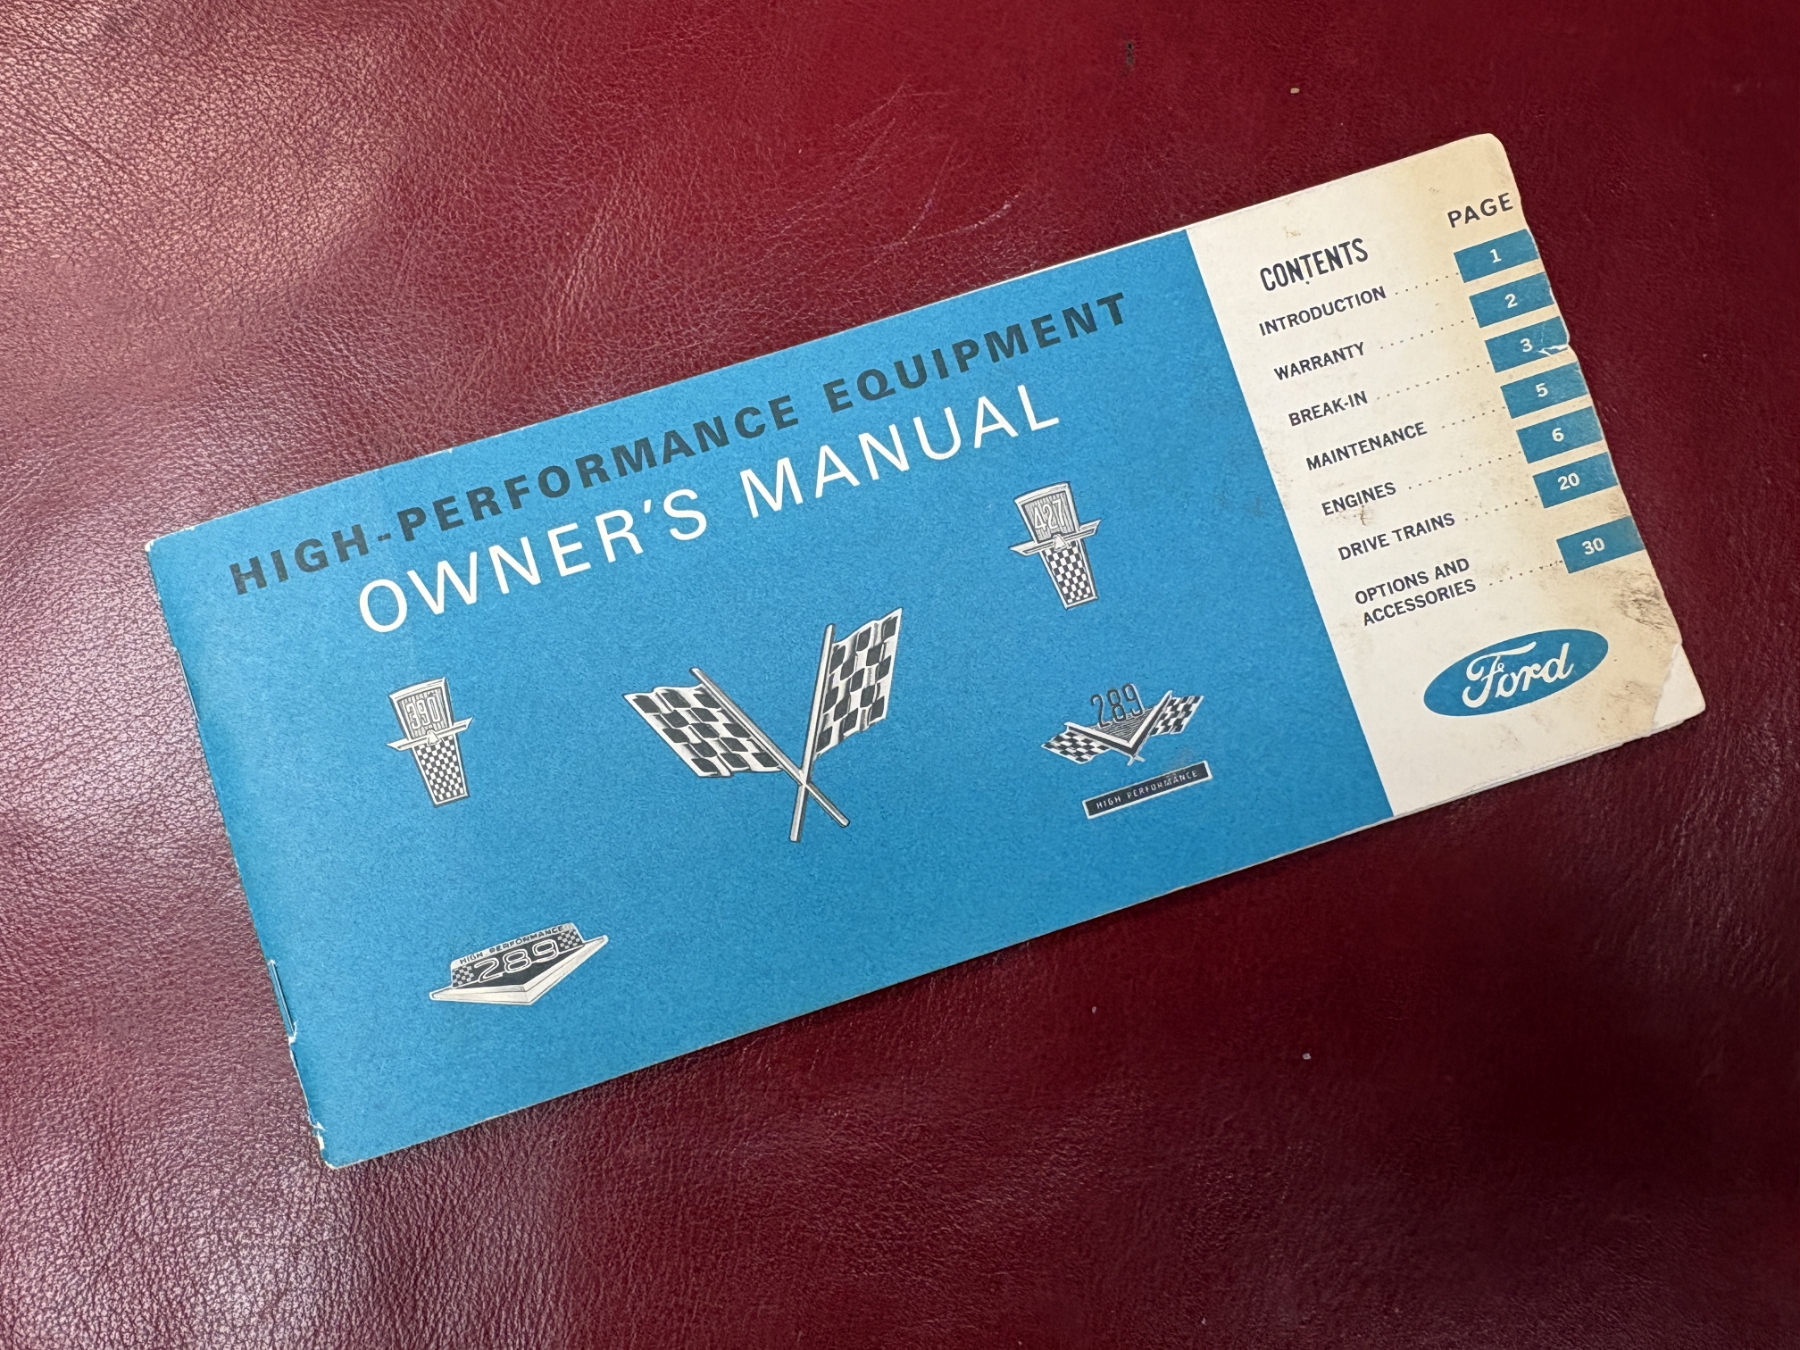 HIGH-PERFORMANCE EQUIPMENT
OWNER'S MANUAL
427
390
289
HIGH PERFORMANCE
HIGH PERFORMANCE
289
CONTENTS PAGE
INTRODUCTION 1
WARRANTY 2
BREAK-IN 3
MAINTENANCE 5
ENGINES 6
DRIVE TRAINS 20
OPTIONS AND
ACCESSORIES 30
Ford